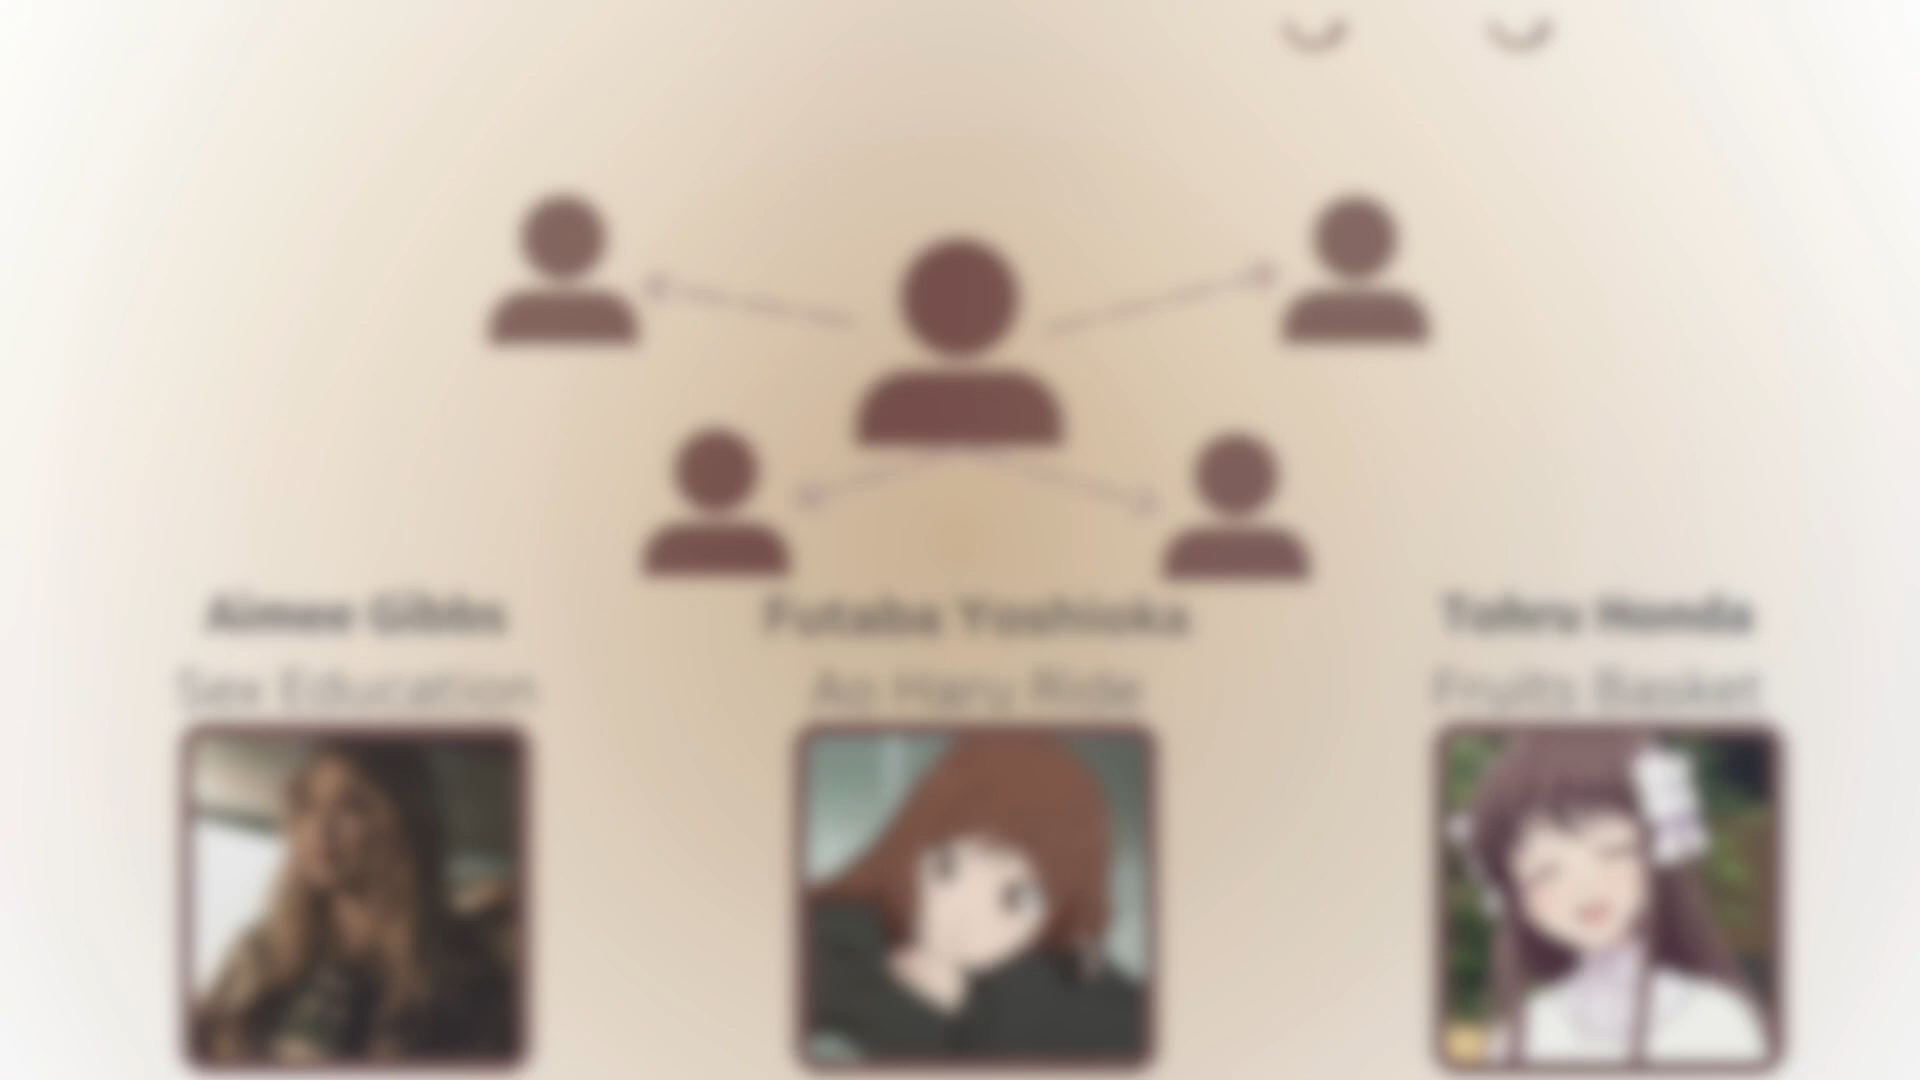 Aimee Gibbs
Sex Education
Futaba Yoshioka
Ao Haru Ride
Tohru Honda
Fruits Basket